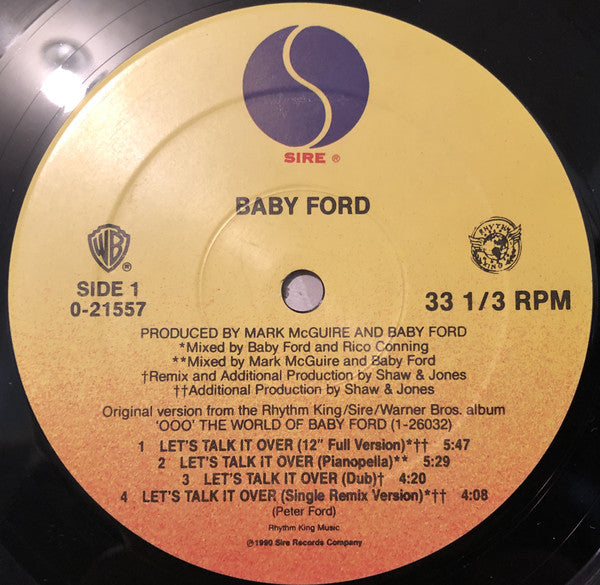 SIRE ®
BABY FORD
WB ®
SIDE 1
0-21557
RHYTHM KING
33 1/3 RPM
PRODUCED BY MARK McGUIRE AND BABY FORD
*Mixed by Baby Ford and Rico Conning
**Mixed by Mark McGuire and Baby Ford
†Remix and Additional Production by Shaw & Jones
††Additional Production by Shaw & Jones
Original version from the Rhythm King/Sire/Warner Bros. album
'OOO' THE WORLD OF BABY FORD (1-26032)
1 LET'S TALK IT OVER (12" Full Version)*†† 5:47
2 LET'S TALK IT OVER (Pianopella)** 5:29
3 LET'S TALK IT OVER (Dub)† 4:20
4 LET'S TALK IT OVER (Single Remix Version)*†† 4:08
(Peter Ford)
Rhythm King Music
℗1990 Sire Records Company